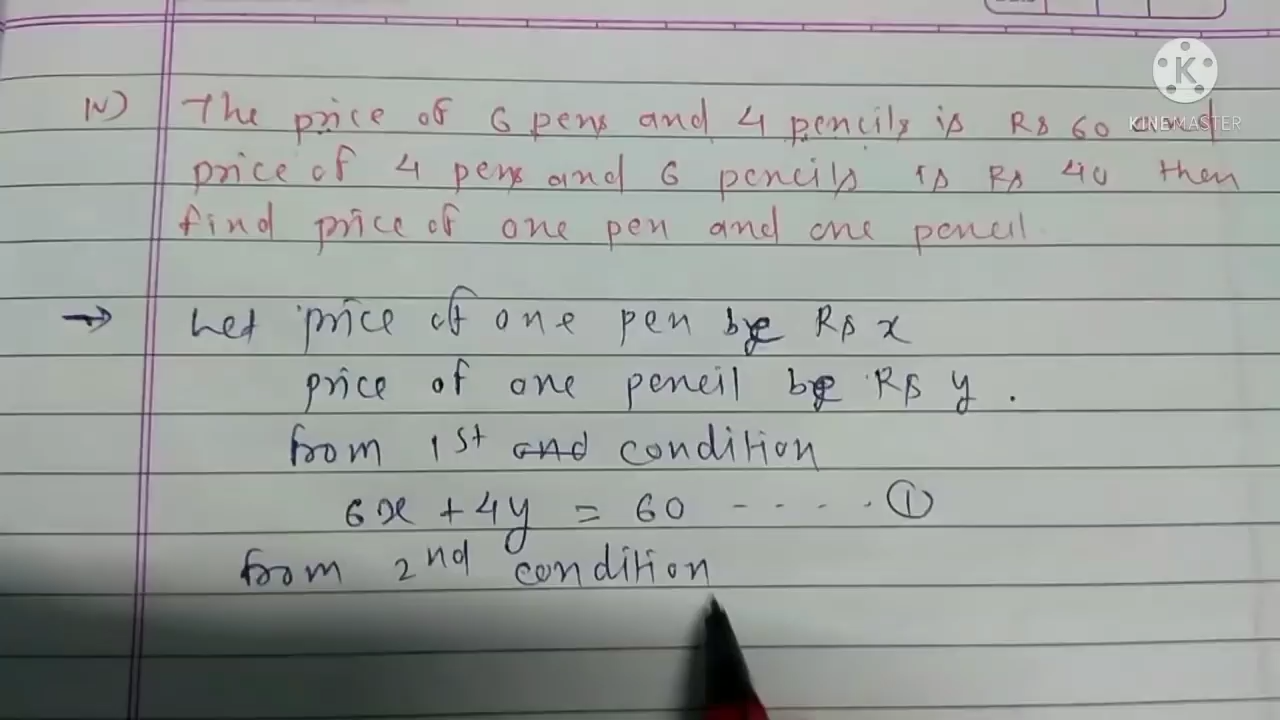 IV) The price of 6 pens and 4 pencils is Rs 60
KINEMASTER
price of 4 pens and 6 pencils is Rs 40 then
find price of one pen and one pencil.
→ Let price of one pen be Rs x
price of one pencil be Rs y .
from 1st and condition
6x + 4y = 60 - - - - . ①
from 2nd condition